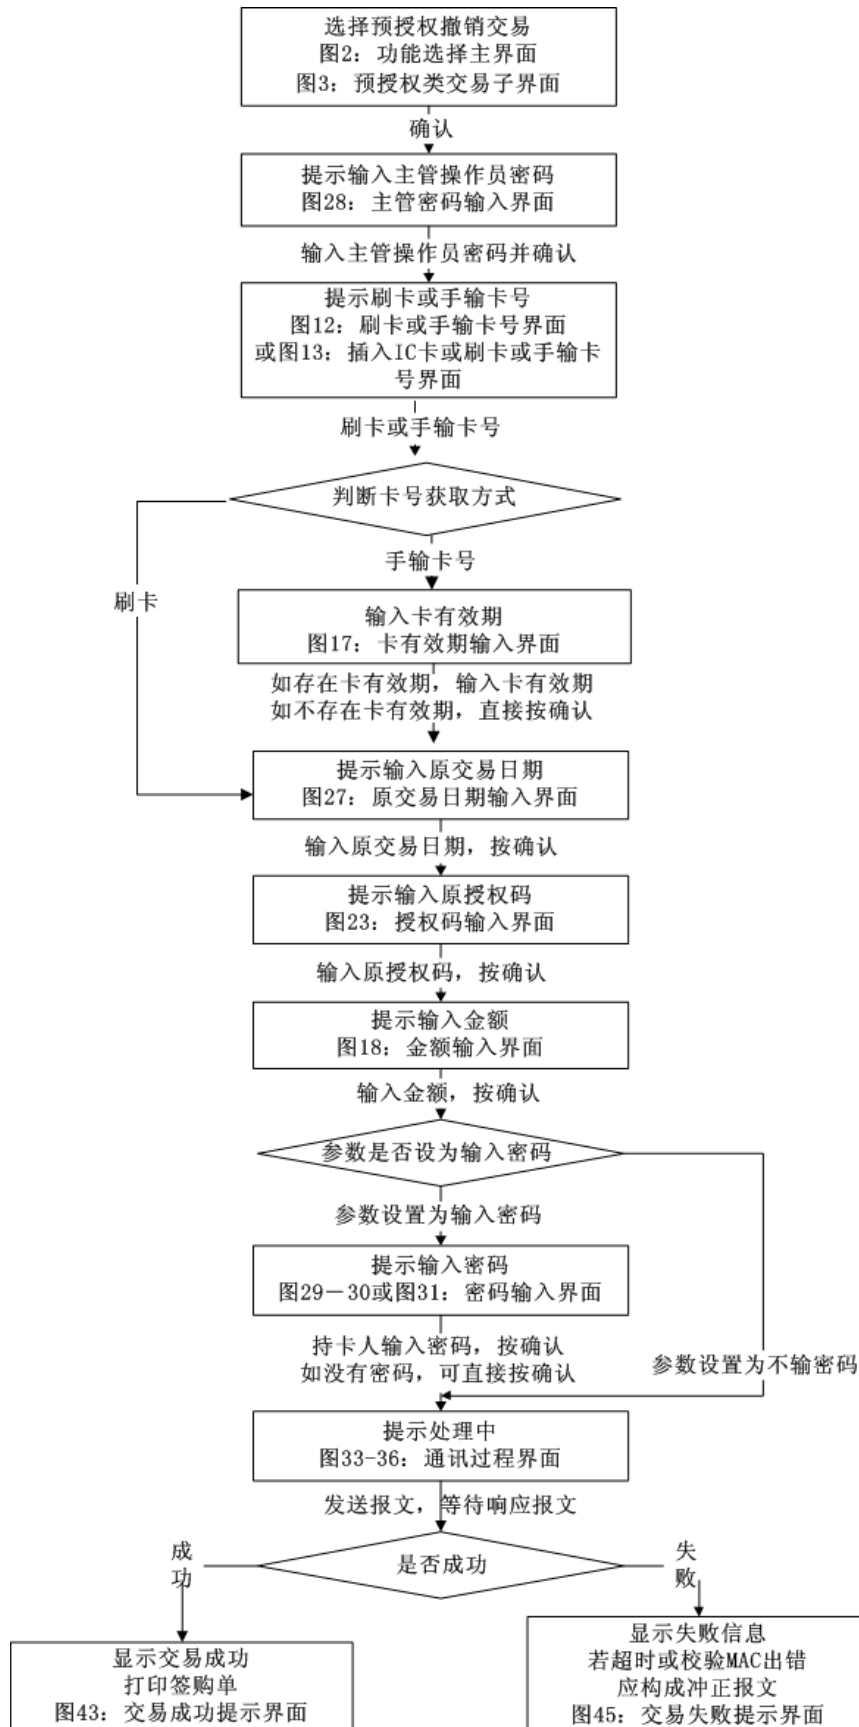 选择预授权撤销交易
图2：功能选择主界面
图3：预授权类交易子界面
确认
提示输入主管操作员密码
图28：主管密码输入界面
输入主管操作员密码并确认
提示刷卡或手输卡号
图12：刷卡或手输卡号界面
或图13：插入IC卡或刷卡或手输卡
号界面
刷卡或手输卡号
判断卡号获取方式
手输卡号
刷卡
输入卡有效期
图17：卡有效期输入界面
如存在卡有效期，输入卡有效期
如不存在卡有效期，直接按确认
提示输入原交易日期
图27：原交易日期输入界面
输入原交易日期，按确认
提示输入原授权码
图23：授权码输入界面
输入原授权码，按确认
提示输入金额
图18：金额输入界面
输入金额，按确认
参数是否设为输入密码
参数设置为输入密码
提示输入密码
图29－30或图31：密码输入界面
持卡人输入密码，按确认
如没有密码，可直接按确认
参数设置为不输密码
提示处理中
图33-36：通讯过程界面
发送报文，等待响应报文
是否成功
成
功
失
败
显示交易成功
打印签购单
图43：交易成功提示界面
显示失败信息
若超时或校验MAC出错
应构成冲正报文
图45：交易失败提示界面